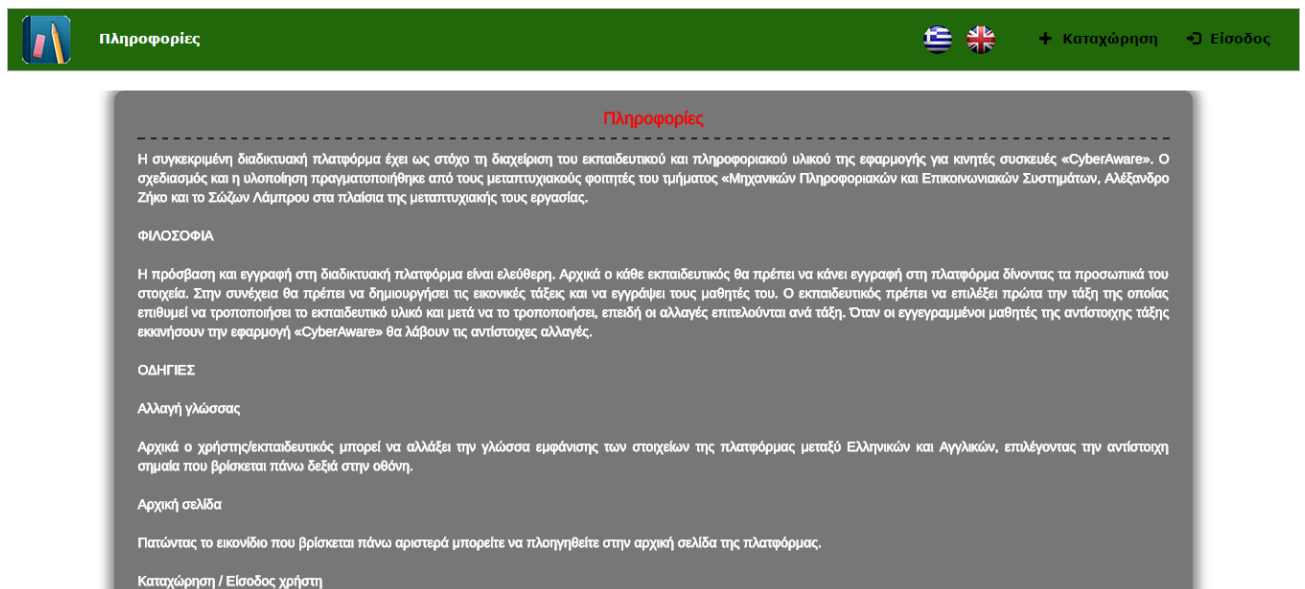 Πληροφορίες
Καταχώρηση
Είσοδος
Πληροφορίες
Η συγκεκριμένη διαδικτυακή πλατφόρμα έχει ως στόχο τη διαχείριση του εκπαιδευτικού και πληροφοριακού υλικού της εφαρμογής για κινητές συσκευές «CyberAware». Ο
σχεδιασμός και η υλοποίηση πραγματοποιήθηκε από τους μεταπτυχιακούς φοιτητές του τμήματος «Μηχανικών Πληροφοριακών και Επικοινωνιακών Συστημάτων, Αλέξανδρο
Ζήκο και το Σώζων Λάμπρου στα πλαίσια της μεταπτυχιακής τους εργασίας.
ΦΙΛΟΣΟΦΙΑ
Η πρόσβαση και εγγραφή στη διαδικτυακή πλατφόρμα είναι ελεύθερη. Αρχικά ο κάθε εκπαιδευτικός θα πρέπει να κάνει εγγραφή στη πλατφόρμα δίνοντας τα προσωπικά του
στοιχεία. Στην συνέχεια θα πρέπει να δημιουργήσει τις εικονικές τάξεις και να εγγράψει τους μαθητές του. Ο εκπαιδευτικός πρέπει να επιλέξει πρώτα την τάξη της οποίας
επιθυμεί να τροποποιήσει το εκπαιδευτικό υλικό και μετά να το τροποποιήσει, επειδή οι αλλαγές επιτελούνται ανά τάξη. Όταν οι εγγεγραμμένοι μαθητές της αντίστοιχης τάξης
εκκινήσουν την εφαρμογή «CyberAware» θα λάβουν τις αντίστοιχες αλλαγές.
ΟΔΗΓΙΕΣ
Αλλαγή γλώσσας
Αρχικά ο χρήστης/εκπαιδευτικός μπορεί να αλλάξει την γλώσσα εμφάνισης των στοιχείων της πλατφόρμας μεταξύ Ελληνικών και Αγγλικών, επιλέγοντας την αντίστοιχη
σημαία που βρίσκεται πάνω δεξιά στην οθόνη.
Αρχική σελίδα
Πατώντας το εικονίδιο που βρίσκεται πάνω αριστερά μπορείτε να πλοηγηθείτε στην αρχική σελίδα της πλατφόρμας.
Καταχώρηση / Είσοδος χρήστη